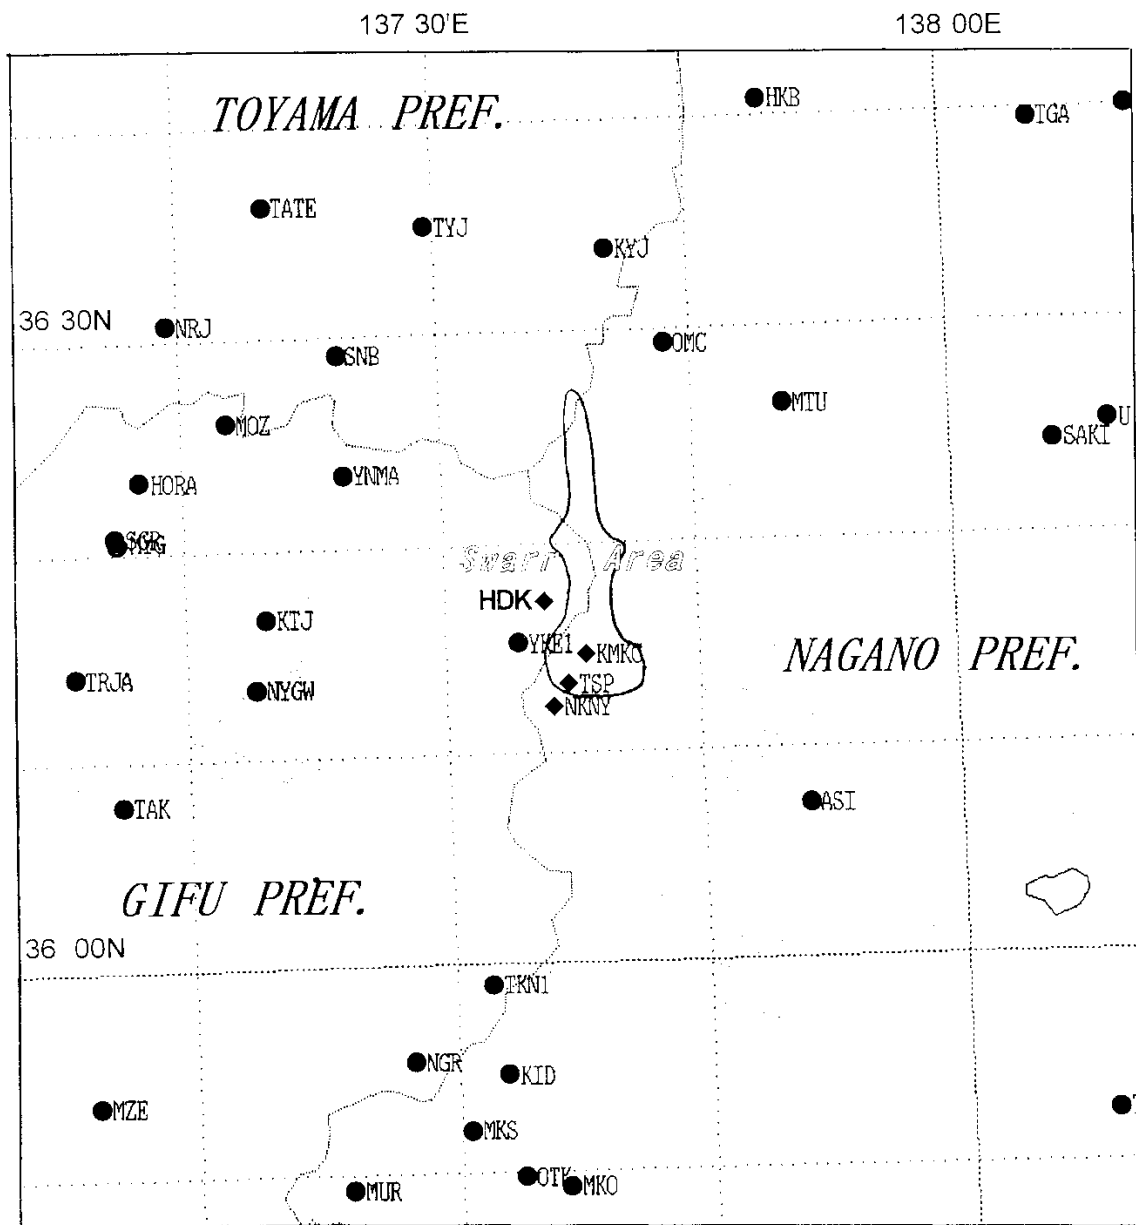 137 30'E 138 00E
HKB
TOYAMA PREF.
TGA
TATE
TYJ
KYJ
36 30N
NRJ
OMC
SNB
MTU
U
MOZ
SAKI
YNMA
HORA
SGR
Swarm Area
HDK
KTJ
YKE1
KMKC
NAGANO PREF.
TRJA
NYGW
TSP
NKNY
TAK
ASI
GIFU PREF.
36 00N
TKN1
NGR
KID
MZE
T
MKS
OTK
MKO
MUR